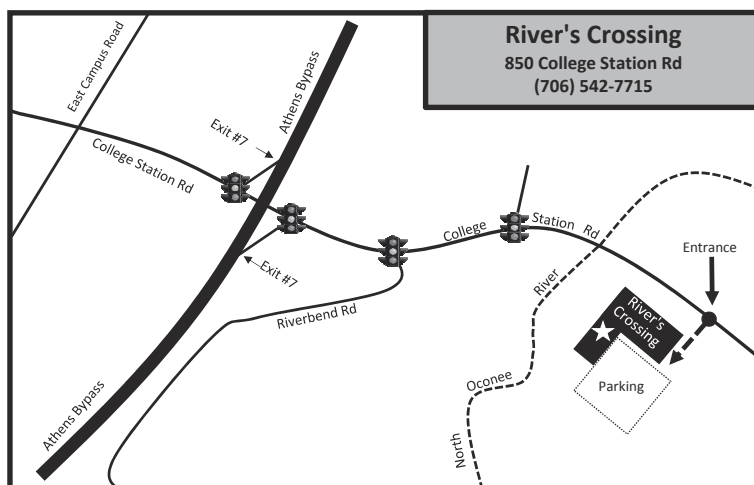 River's Crossing
850 College Station Rd
(706) 542-7715
East Campus Road
Athens Bypass
Exit #7
College Station Rd
College
Station Rd
Entrance
Exit #7
River
River's
Crossing
Riverbend Rd
Parking
Oconee
Athens Bypass
North